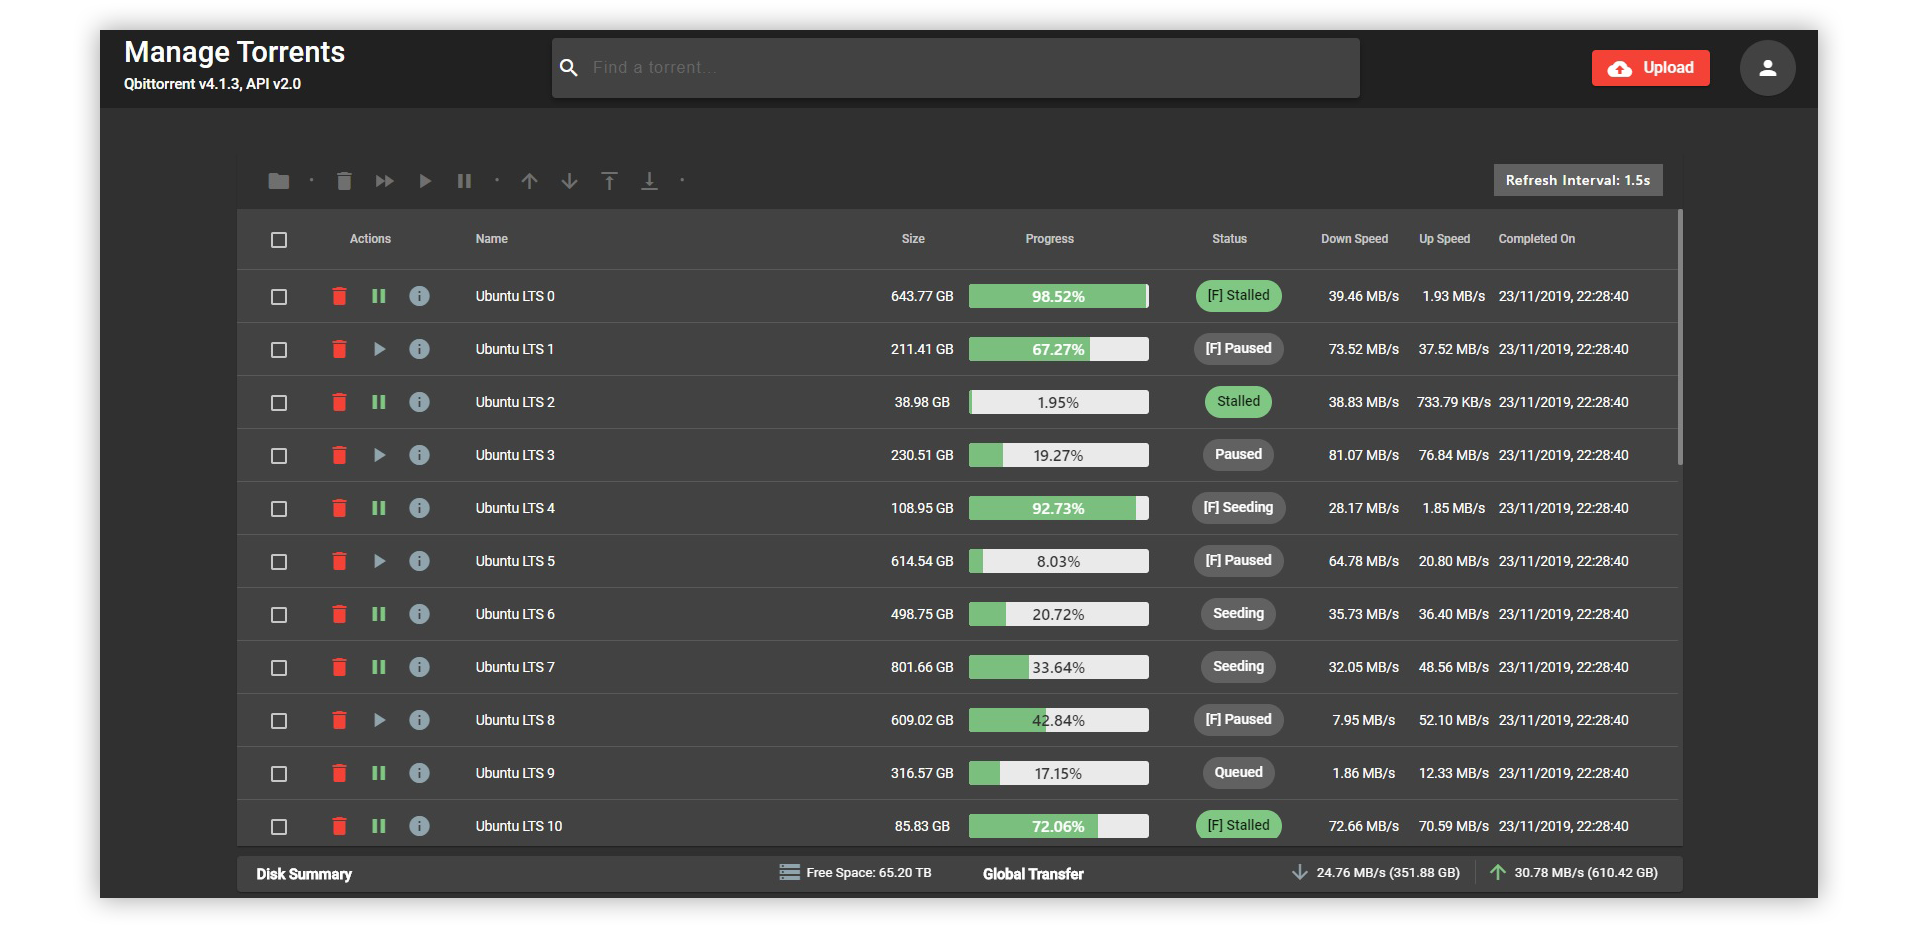 Manage Torrents
Qbittorrent v4.1.3, API v2.0
Find a torrent...
Upload
Refresh Interval: 1.5s
Actions Name Size Progress Status Down Speed Up Speed Completed On
Ubuntu LTS 0 643.77 GB 98.52% [F] Stalled 39.46 MB/s 1.93 MB/s 23/11/2019, 22:28:40
Ubuntu LTS 1 211.41 GB 67.27% [F] Paused 73.52 MB/s 37.52 MB/s 23/11/2019, 22:28:40
Ubuntu LTS 2 38.98 GB 1.95% Stalled 38.83 MB/s 733.79 KB/s 23/11/2019, 22:28:40
Ubuntu LTS 3 230.51 GB 19.27% Paused 81.07 MB/s 76.84 MB/s 23/11/2019, 22:28:40
Ubuntu LTS 4 108.95 GB 92.73% [F] Seeding 28.17 MB/s 1.85 MB/s 23/11/2019, 22:28:40
Ubuntu LTS 5 614.54 GB 8.03% [F] Paused 64.78 MB/s 20.80 MB/s 23/11/2019, 22:28:40
Ubuntu LTS 6 498.75 GB 20.72% Seeding 35.73 MB/s 36.40 MB/s 23/11/2019, 22:28:40
Ubuntu LTS 7 801.66 GB 33.64% Seeding 32.05 MB/s 48.56 MB/s 23/11/2019, 22:28:40
Ubuntu LTS 8 609.02 GB 42.84% [F] Paused 7.95 MB/s 52.10 MB/s 23/11/2019, 22:28:40
Ubuntu LTS 9 316.57 GB 17.15% Queued 1.86 MB/s 12.33 MB/s 23/11/2019, 22:28:40
Ubuntu LTS 10 85.83 GB 72.06% [F] Stalled 72.66 MB/s 70.59 MB/s 23/11/2019, 22:28:40
Disk Summary Free Space: 65.20 TB Global Transfer 24.76 MB/s (351.88 GB) 30.78 MB/s (610.42 GB)